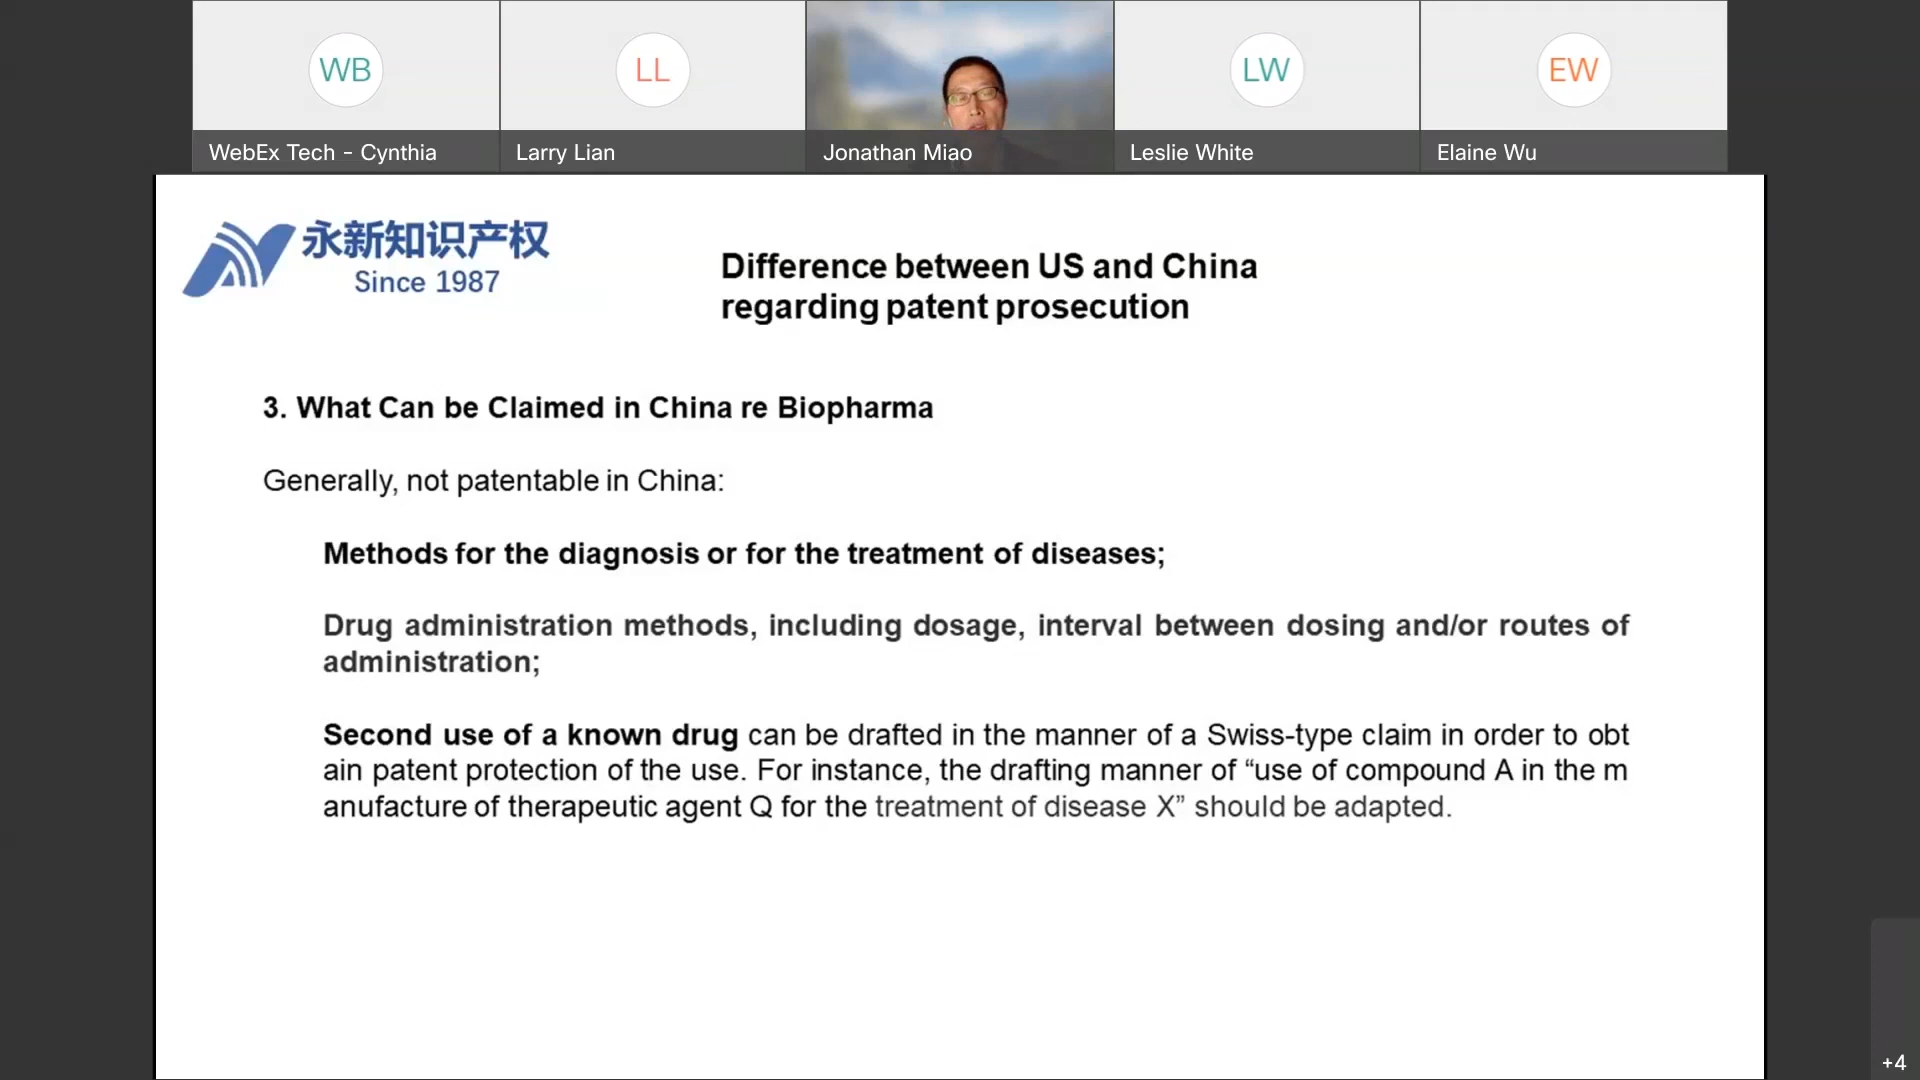 WB
LL
LW
EW
WebEx Tech - Cynthia
Larry Lian
Jonathan Miao
Leslie White
Elaine Wu
永新知识产权
Since 1987
Difference between US and China
regarding patent prosecution
3. What Can be Claimed in China re Biopharma
Generally, not patentable in China:
Methods for the diagnosis or for the treatment of diseases;
Drug administration methods, including dosage, interval between dosing and/or routes of
administration;
Second use of a known drug can be drafted in the manner of a Swiss-type claim in order to obt
ain patent protection of the use. For instance, the drafting manner of “use of compound A in the m
anufacture of therapeutic agent Q for the treatment of disease X” should be adapted.
+4